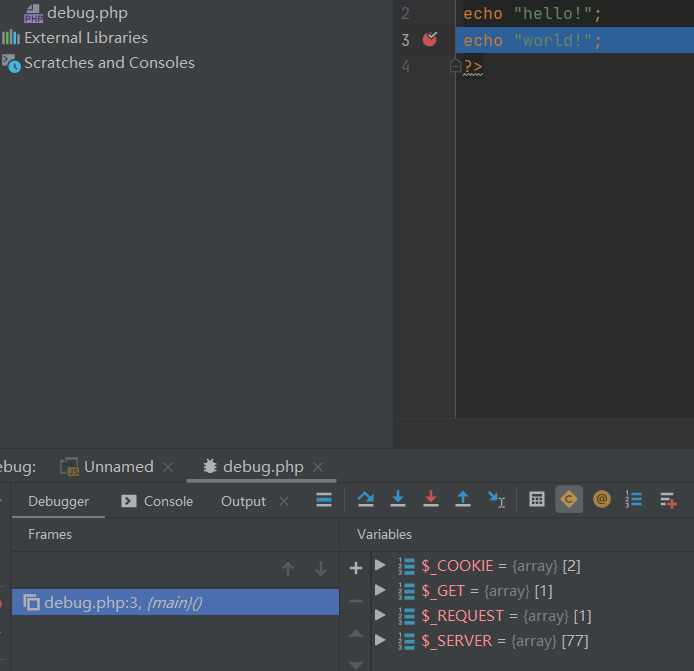 debug.php
External Libraries
Scratches and Consoles
2 echo "hello!";
3 echo "world!";
4 ?>
ebug: Unnamed debug.php
Debugger Console Output
Frames
Variables
debug.php:3, {main}()
$_COOKIE = {array} [2]
$_GET = {array} [1]
$_REQUEST = {array} [1]
$_SERVER = {array} [77]